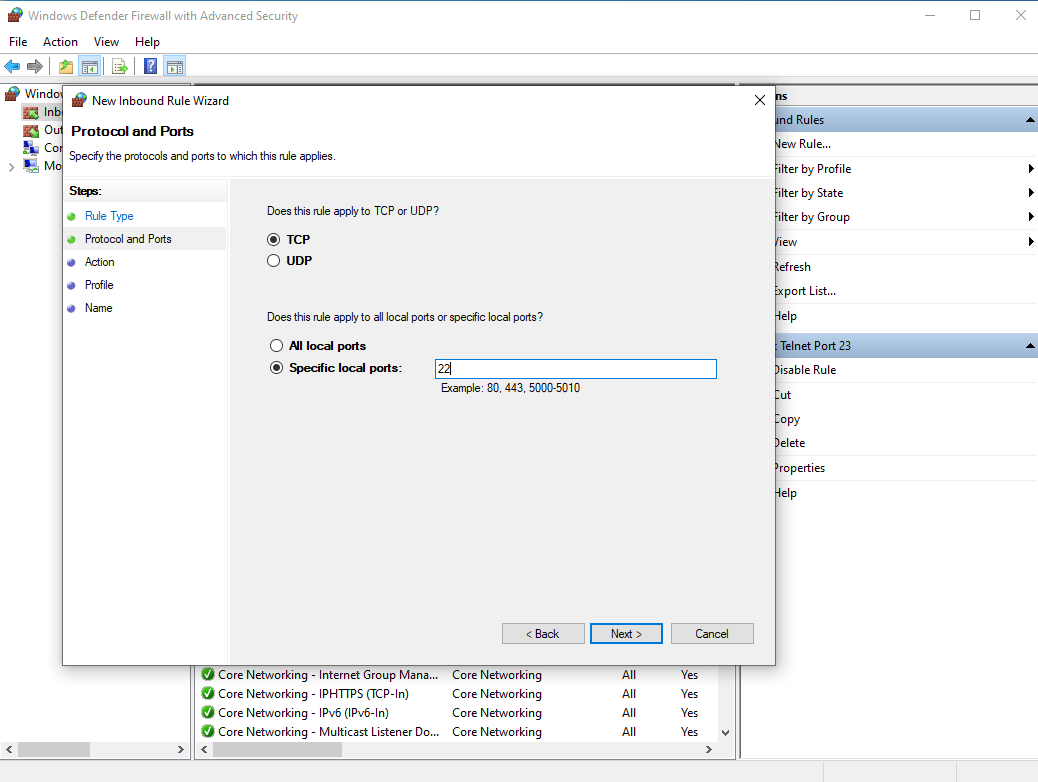 Windows Defender Firewall with Advanced Security
File Action View Help
Windo
Inbo
Out
Con
Mo
New Inbound Rule Wizard
Protocol and Ports
Specify the protocols and ports to which this rule applies.
Steps:
Rule Type
Protocol and Ports
Action
Profile
Name
Does this rule apply to TCP or UDP?
TCP
UDP
Does this rule apply to all local ports or specific local ports?
All local ports
Specific local ports:
22
Example: 80, 443, 5000-5010
< Back
Next >
Cancel
ns
und Rules
New Rule...
Filter by Profile
Filter by State
Filter by Group
View
Refresh
Export List...
Help
Telnet Port 23
Disable Rule
Cut
Copy
Delete
Properties
Help
Core Networking - Internet Group Mana... Core Networking All Yes
Core Networking - IPHTTPS (TCP-In) Core Networking All Yes
Core Networking - IPv6 (IPv6-In) Core Networking All Yes
Core Networking - Multicast Listener Do... Core Networking All Yes